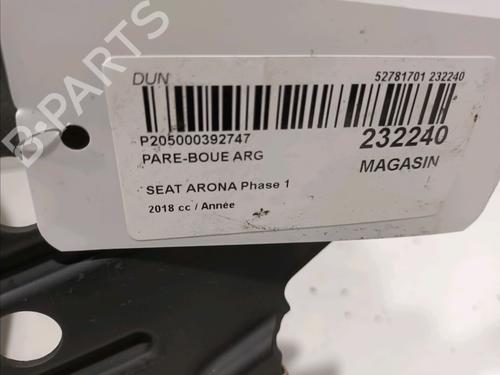 DUN 52781701 232240
P205000392747 232240
PARE-BOUE ARG MAGASIN
SEAT ARONA Phase 1
2018 cc / Année
B-PARTS